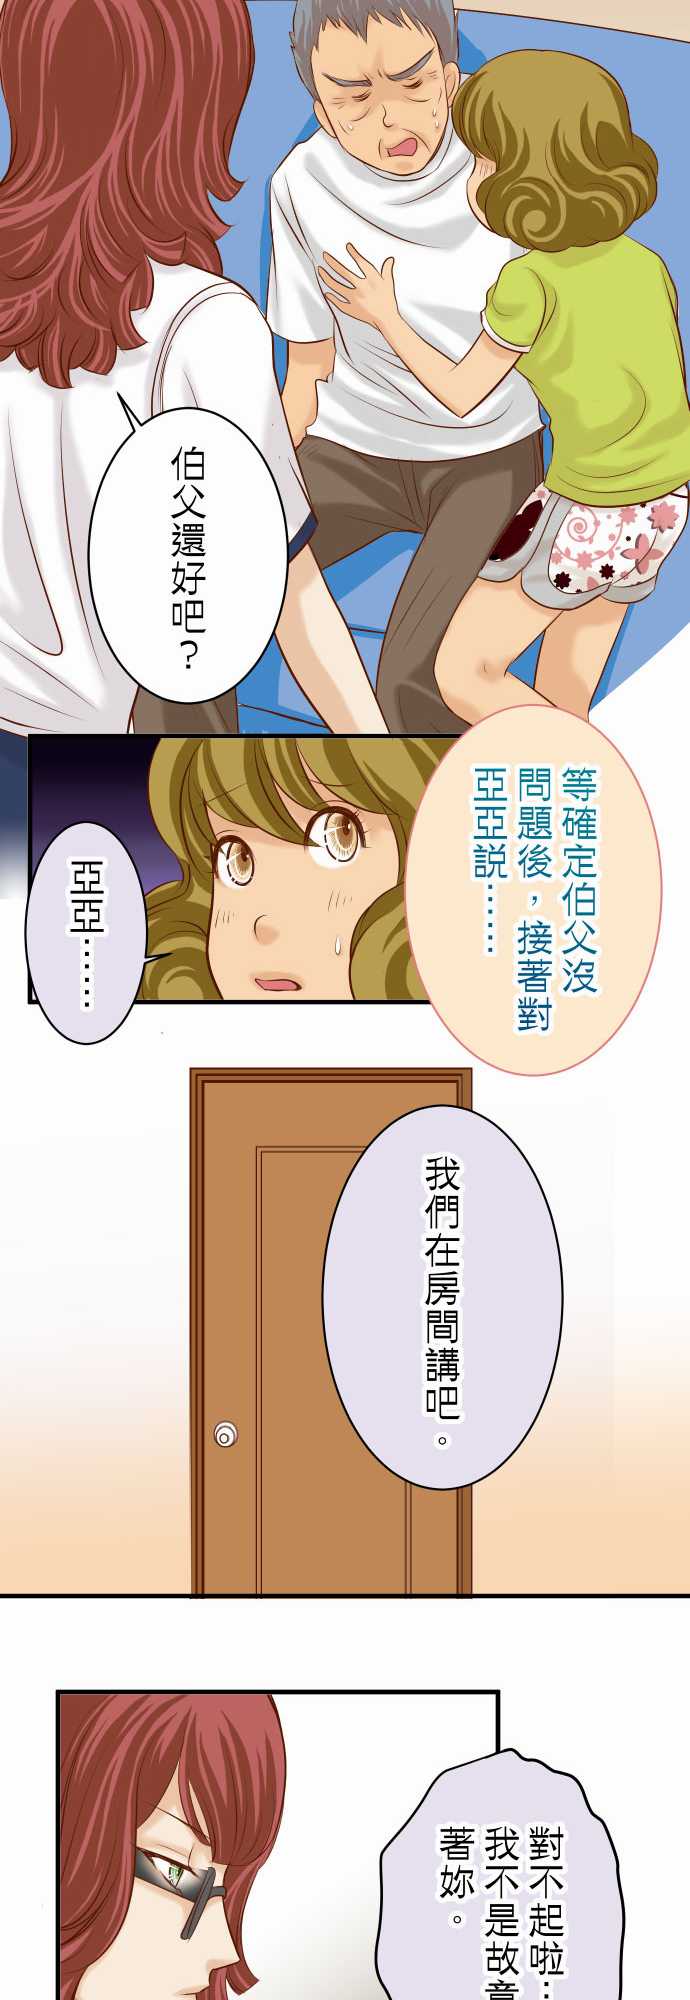 伯父還好吧？
等確定伯父沒
問題後，接著對
亞亞説……
亞亞……
我們在房間講吧。
對不起啦…
我不是故意
著妳。